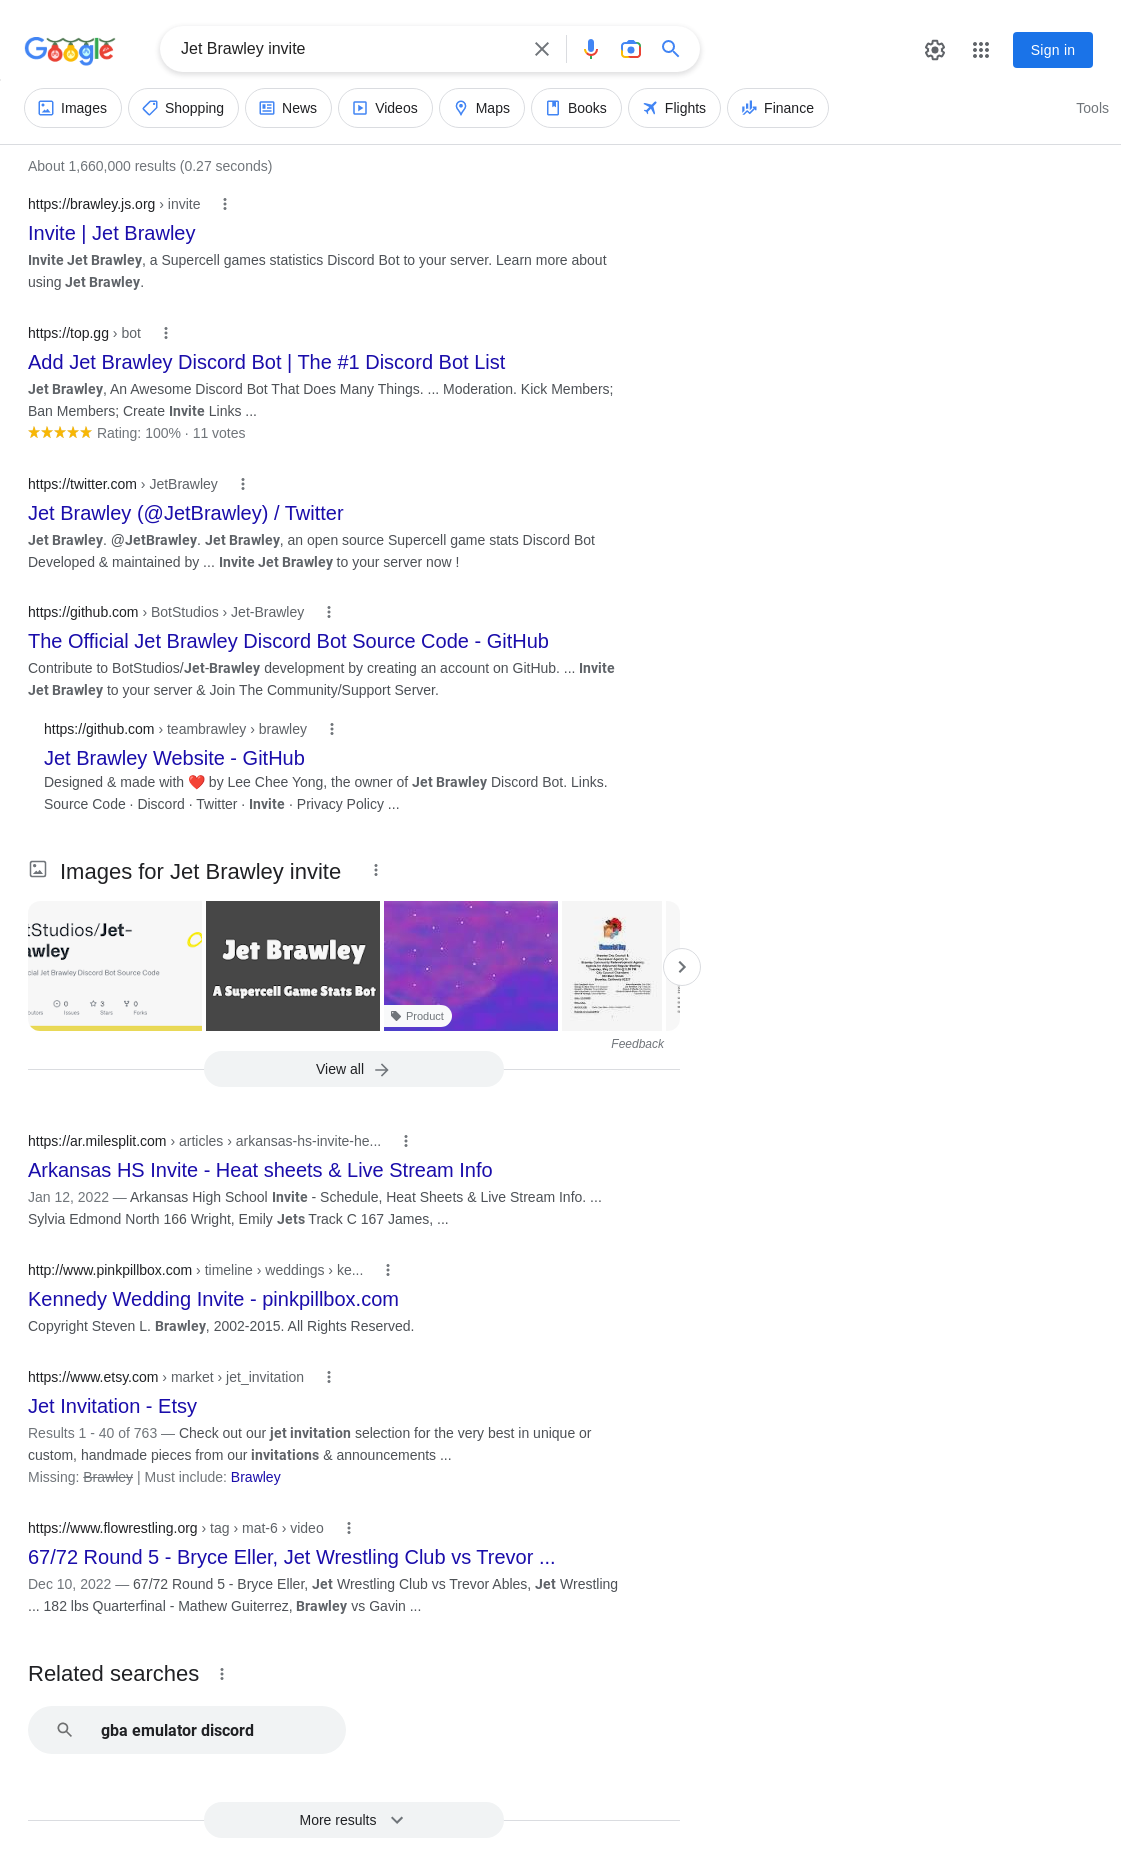 Google
Jet Brawley invite
Sign in
Images
Shopping
News
Videos
Maps
Books
Flights
Finance
Tools
About 1,660,000 results (0.27 seconds)
https://brawley.js.org › invite
Invite | Jet Brawley
Invite Jet Brawley, a Supercell games statistics Discord Bot to your server. Learn more about
using Jet Brawley.
https://top.gg › bot
Add Jet Brawley Discord Bot | The #1 Discord Bot List
Jet Brawley, An Awesome Discord Bot That Does Many Things. ... Moderation. Kick Members;
Ban Members; Create Invite Links ...
Rating: 100% · 11 votes
https://twitter.com › JetBrawley
Jet Brawley (@JetBrawley) / Twitter
Jet Brawley. @JetBrawley. Jet Brawley, an open source Supercell game stats Discord Bot
Developed & maintained by ... Invite Jet Brawley to your server now !
https://github.com › BotStudios › Jet-Brawley
The Official Jet Brawley Discord Bot Source Code - GitHub
Contribute to BotStudios/Jet-Brawley development by creating an account on GitHub. ... Invite
Jet Brawley to your server & Join The Community/Support Server.
https://github.com › teambrawley › brawley
Jet Brawley Website - GitHub
Designed & made with ❤️ by Lee Chee Yong, the owner of Jet Brawley Discord Bot. Links.
Source Code · Discord · Twitter · Invite · Privacy Policy ...
Images for Jet Brawley invite
tStudios/Jet-
awley
cial Jet Brawley Discord Bot Source Code
0
3
0
Issues
Stars
Forks
Jet Brawley
A Supercell Game Stats Bot
Product
Memorial Day
Feedback
View all
https://ar.milesplit.com › articles › arkansas-hs-invite-he...
Arkansas HS Invite - Heat sheets & Live Stream Info
Jan 12, 2022 — Arkansas High School Invite - Schedule, Heat Sheets & Live Stream Info. ...
Sylvia Edmond North 166 Wright, Emily Jets Track C 167 James, ...
http://www.pinkpillbox.com › timeline › weddings › ke...
Kennedy Wedding Invite - pinkpillbox.com
Copyright Steven L. Brawley, 2002-2015. All Rights Reserved.
https://www.etsy.com › market › jet_invitation
Jet Invitation - Etsy
Results 1 - 40 of 763 — Check out our jet invitation selection for the very best in unique or
custom, handmade pieces from our invitations & announcements ...
Missing: Brawley | Must include: Brawley
https://www.flowrestling.org › tag › mat-6 › video
67/72 Round 5 - Bryce Eller, Jet Wrestling Club vs Trevor ...
Dec 10, 2022 — 67/72 Round 5 - Bryce Eller, Jet Wrestling Club vs Trevor Ables, Jet Wrestling
... 182 lbs Quarterfinal - Mathew Guiterrez, Brawley vs Gavin ...
Related searches
gba emulator discord
More results